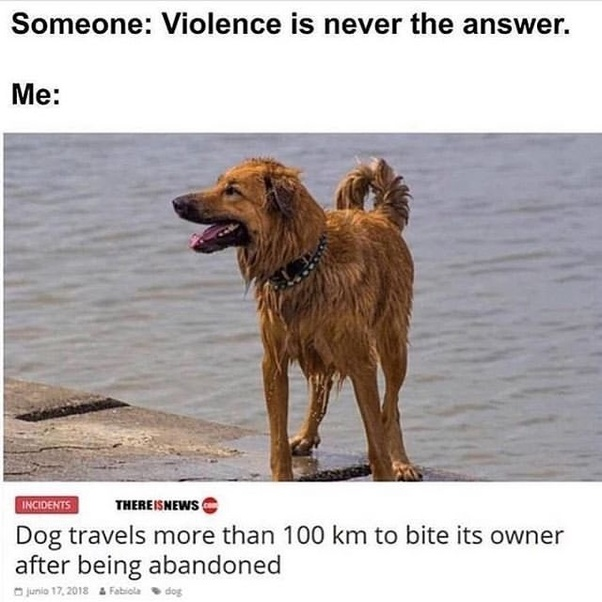 Someone: Violence is never the answer.
Me:
INCIDENTS THEREISNEWS.com
Dog travels more than 100 km to bite its owner
after being abandoned
junio 17, 2018 Fabiola dog